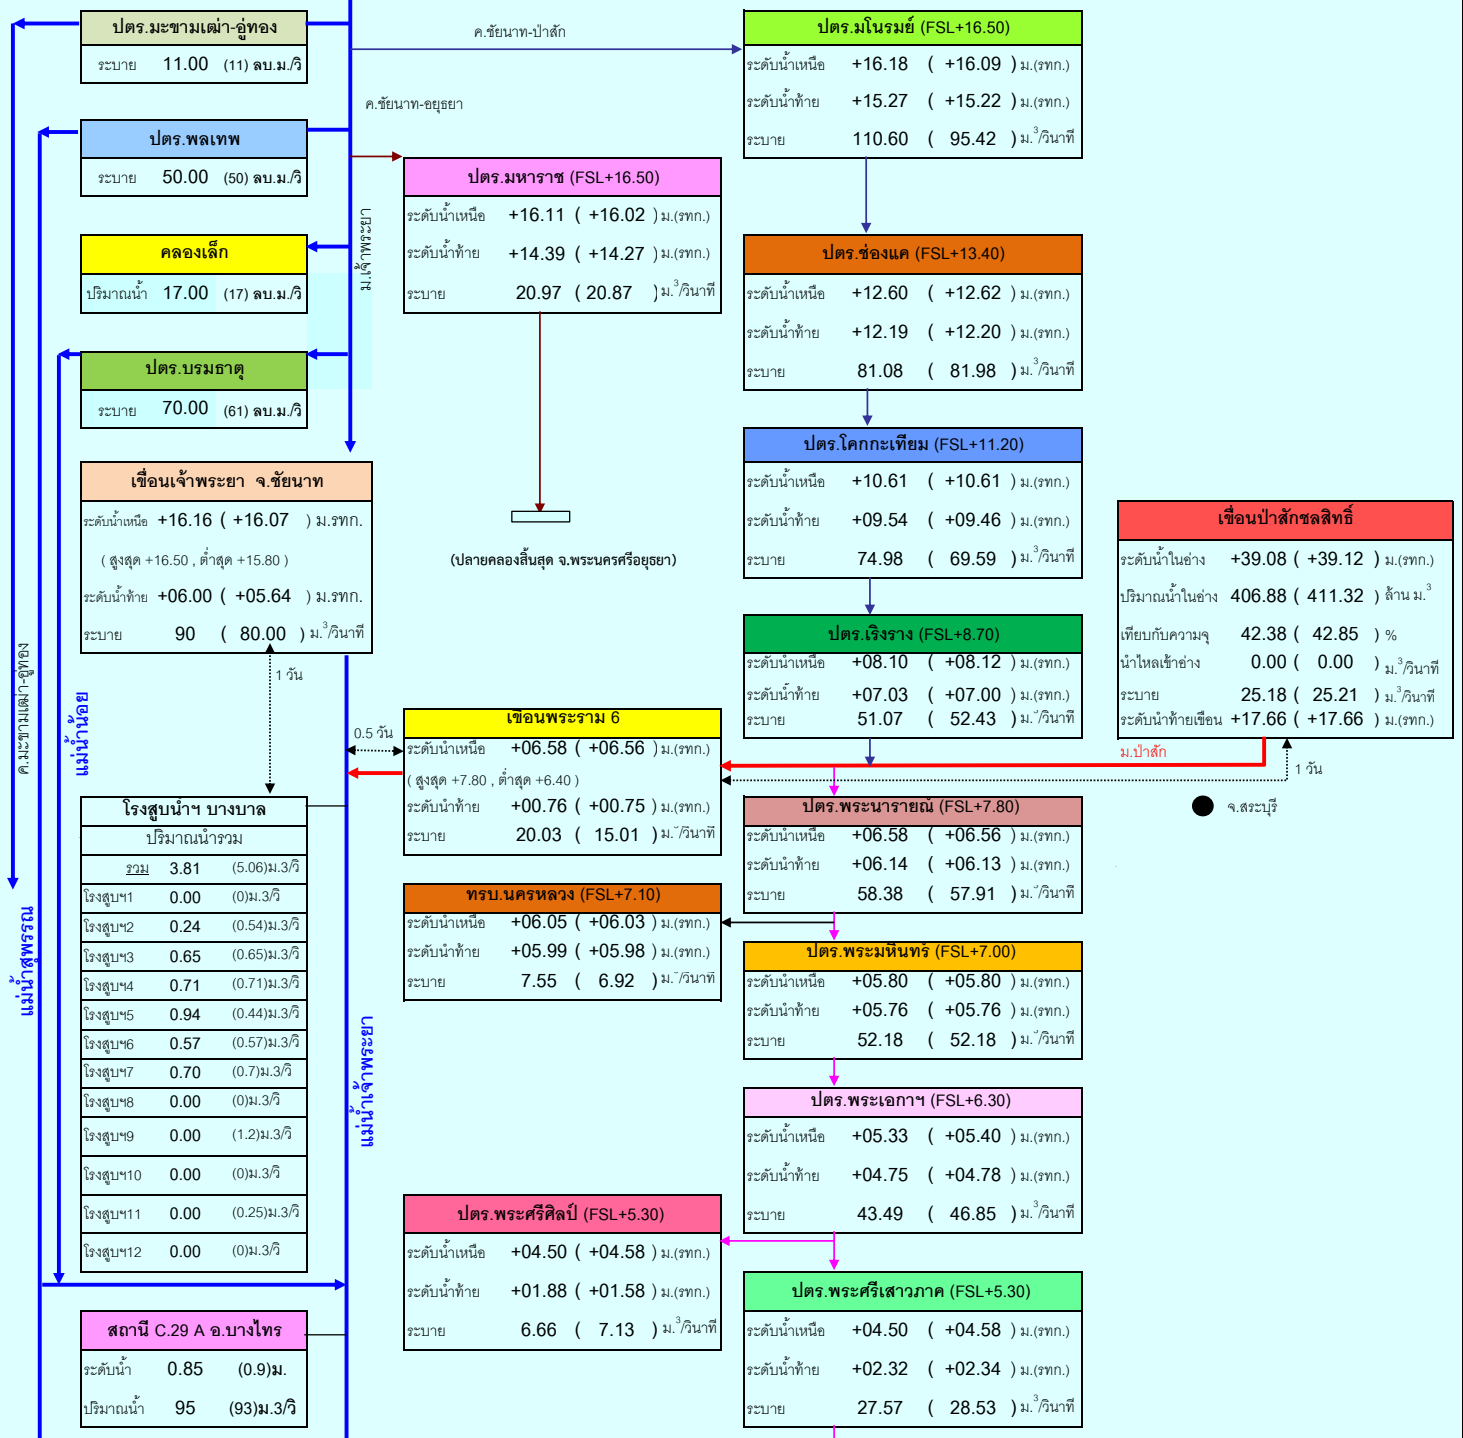 ปตร.มะขามเฒ่า-อู่ทอง
ระบาย 11.00 (11) ลบ.ม./วิ
ปตร.พลเทพ
ระบาย 50.00 (50) ลบ.ม./วิ
คลองเล็ก
ปริมาณน้ำ 17.00 (17) ลบ.ม./วิ
ปตร.บรมธาตุ
ระบาย 70.00 (61) ลบ.ม./วิ
เขื่อนเจ้าพระยา จ.ชัยนาท
ระดับน้ำเหนือ +16.16 ( +16.07 ) ม.รทก.
( สูงสุด +16.50 , ต่ำสุด +15.80 )
ระดับน้ำท้าย +06.00 ( +05.64 ) ม.รทก.
ระบาย 90 ( 80.00 ) ม.³/วินาที
1 วัน
โรงสูบน้ำฯ บางบาล
ปริมาณน้ำรวม
รวม 3.81 (5.06)ม.3/วิ
โรงสูบฯ1 0.00 (0)ม.3/วิ
โรงสูบฯ2 0.24 (0.54)ม.3/วิ
โรงสูบฯ3 0.65 (0.65)ม.3/วิ
โรงสูบฯ4 0.71 (0.71)ม.3/วิ
โรงสูบฯ5 0.94 (0.44)ม.3/วิ
โรงสูบฯ6 0.57 (0.57)ม.3/วิ
โรงสูบฯ7 0.70 (0.7)ม.3/วิ
โรงสูบฯ8 0.00 (0)ม.3/วิ
โรงสูบฯ9 0.00 (1.2)ม.3/วิ
โรงสูบฯ10 0.00 (0)ม.3/วิ
โรงสูบฯ11 0.00 (0.25)ม.3/วิ
โรงสูบฯ12 0.00 (0)ม.3/วิ
สถานี C.29 A อ.บางไทร
ระดับน้ำ 0.85 (0.9)ม.
ปริมาณน้ำ 95 (93)ม.3/วิ
ค.มะขามเฒ่า-อู่ทอง
แม่น้ำสุพรรณ
แม่น้ำน้อย
ม.เจ้าพระยา
แม่น้ำเจ้าพระยา
ค.ชัยนาท-ป่าสัก
ค.ชัยนาท-อยุธยา
ปตร.มหาราช (FSL+16.50)
ระดับน้ำเหนือ +16.11 ( +16.02 ) ม.(รทก.)
ระดับน้ำท้าย +14.39 ( +14.27 ) ม.(รทก.)
ระบาย 20.97 ( 20.87 ) ม.³/วินาที
(ปลายคลองสิ้นสุด จ.พระนครศรีอยุธยา)
0.5 วัน
เขื่อนพระราม 6
ระดับน้ำเหนือ +06.58 ( +06.56 ) ม.(รทก.)
( สูงสุด +7.80 , ต่ำสุด +6.40 )
ระดับน้ำท้าย +00.76 ( +00.75 ) ม.(รทก.)
ระบาย 20.03 ( 15.01 ) ม.³/วินาที
ทรบ.นครหลวง (FSL+7.10)
ระดับน้ำเหนือ +06.05 ( +06.03 ) ม.(รทก.)
ระดับน้ำท้าย +05.99 ( +05.98 ) ม.(รทก.)
ระบาย 7.55 ( 6.92 ) ม.³/วินาที
ปตร.พระศรีศิลป์ (FSL+5.30)
ระดับน้ำเหนือ +04.50 ( +04.58 ) ม.(รทก.)
ระดับน้ำท้าย +01.88 ( +01.58 ) ม.(รทก.)
ระบาย 6.66 ( 7.13 ) ม.³/วินาที
ปตร.มโนรมย์ (FSL+16.50)
ระดับน้ำเหนือ +16.18 ( +16.09 ) ม.(รทก.)
ระดับน้ำท้าย +15.27 ( +15.22 ) ม.(รทก.)
ระบาย 110.60 ( 95.42 ) ม.³/วินาที
ปตร.ช่องแค (FSL+13.40)
ระดับน้ำเหนือ +12.60 ( +12.62 ) ม.(รทก.)
ระดับน้ำท้าย +12.19 ( +12.20 ) ม.(รทก.)
ระบาย 81.08 ( 81.98 ) ม.³/วินาที
ปตร.โคกกะเทียม (FSL+11.20)
ระดับน้ำเหนือ +10.61 ( +10.61 ) ม.(รทก.)
ระดับน้ำท้าย +09.54 ( +09.46 ) ม.(รทก.)
ระบาย 74.98 ( 69.59 ) ม.³/วินาที
ปตร.เริงราง (FSL+8.70)
ระดับน้ำเหนือ +08.10 ( +08.12 ) ม.(รทก.)
ระดับน้ำท้าย +07.03 ( +07.00 ) ม.(รทก.)
ระบาย 51.07 ( 52.43 ) ม.³/วินาที
ปตร.พระนารายณ์ (FSL+7.80)
ระดับน้ำเหนือ +06.58 ( +06.56 ) ม.(รทก.)
ระดับน้ำท้าย +06.14 ( +06.13 ) ม.(รทก.)
ระบาย 58.38 ( 57.91 ) ม.³/วินาที
ปตร.พระมหินทร์ (FSL+7.00)
ระดับน้ำเหนือ +05.80 ( +05.80 ) ม.(รทก.)
ระดับน้ำท้าย +05.76 ( +05.76 ) ม.(รทก.)
ระบาย 52.18 ( 52.18 ) ม.³/วินาที
ปตร.พระเอกาฯ (FSL+6.30)
ระดับน้ำเหนือ +05.33 ( +05.40 ) ม.(รทก.)
ระดับน้ำท้าย +04.75 ( +04.78 ) ม.(รทก.)
ระบาย 43.49 ( 46.85 ) ม.³/วินาที
ปตร.พระศรีเสาวภาค (FSL+5.30)
ระดับน้ำเหนือ +04.50 ( +04.58 ) ม.(รทก.)
ระดับน้ำท้าย +02.32 ( +02.34 ) ม.(รทก.)
ระบาย 27.57 ( 28.53 ) ม.³/วินาที
เขื่อนป่าสักชลสิทธิ์
ระดับน้ำในอ่าง +39.08 ( +39.12 ) ม.(รทก.)
ปริมาณน้ำในอ่าง 406.88 ( 411.32 ) ล้าน ม.³
เทียบกับความจุ 42.38 ( 42.85 ) %
น้ำไหลเข้าอ่าง 0.00 ( 0.00 ) ม.³/วินาที
ระบาย 25.18 ( 25.21 ) ม.³/วินาที
ระดับน้ำท้ายเขื่อน +17.66 ( +17.66 ) ม.(รทก.)
ม.ป่าสัก
1 วัน
จ.สระบุรี